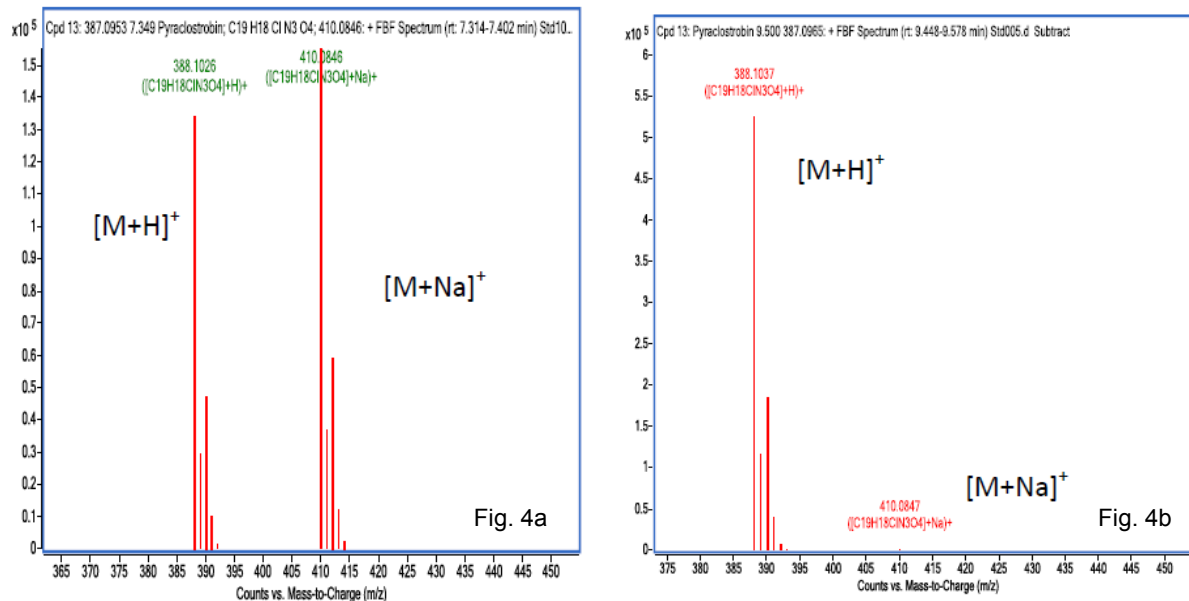 Cpd 13: 387.0953 7.349 Pyraclostrobin; C19 H18 Cl N3 O4; 410.0846: + FBF Spectrum (rt: 7.314-7.402 min) Std10...
x10 5
1.5
1.4
1.3
1.2
1.1
1
0.9
0.8
0.7
0.6
0.5
0.4
0.3
0.2
0.1
0
388.1026
([C19H18ClN3O4]+H)+
410.0846
([C19H18ClN3O4]+Na)+
[M+H]+
[M+Na]+
Fig. 4a
365 370 375 380 385 390 395 400 405 410 415 420 425 430 435 440 445 450
Counts vs. Mass-to-Charge (m/z)
x10 5
Cpd 13: Pyraclostrobin 9.500 387.0965: + FBF Spectrum (rt: 9.448-9.578 min) Std005.d Subtract
6
5.5
5
4.5
4
3.5
3
2.5
2
1.5
1
0.5
0
388.1037
([C19H18ClN3O4]+H)+
[M+H]+
[M+Na]+
410.0847
([C19H18ClN3O4]+Na)+
Fig. 4b
375 380 385 390 395 400 405 410 415 420 425 430 435 440 445 450
Counts vs. Mass-to-Charge (m/z)